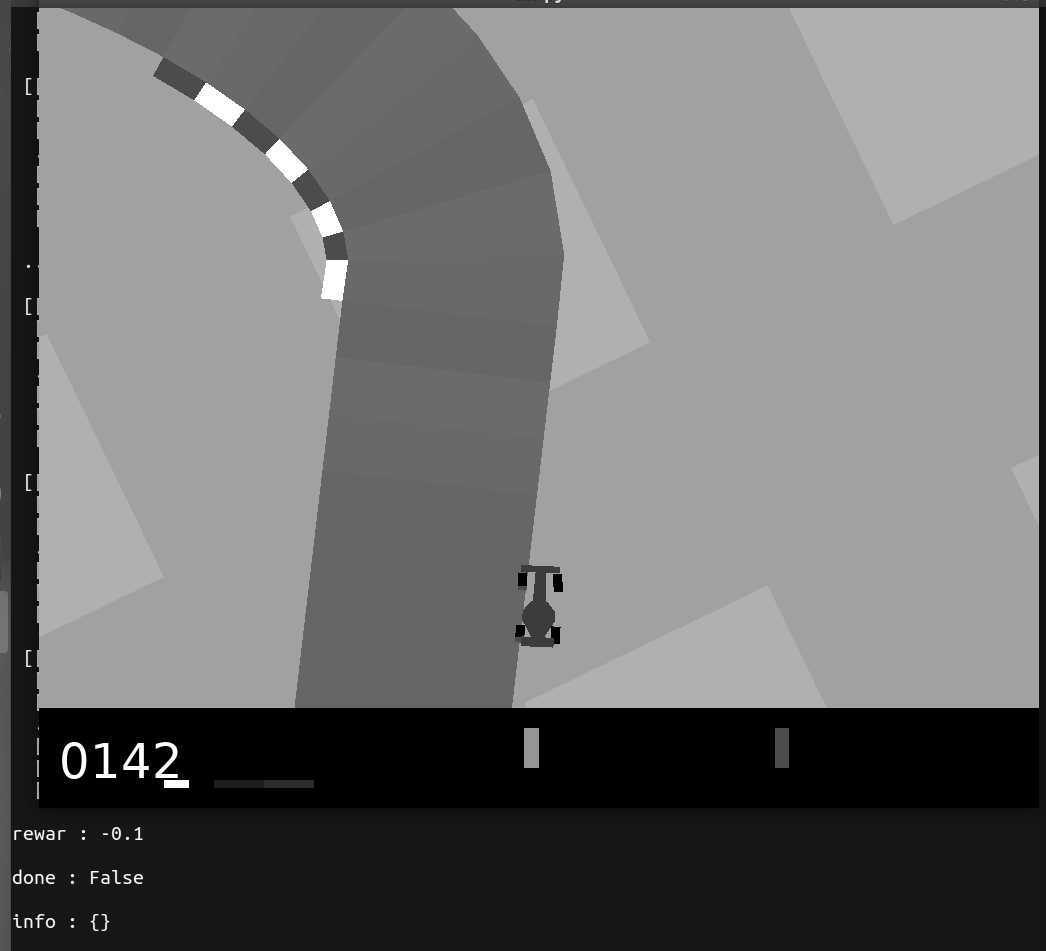 [
[
[
[
0142
rewar : -0.1
done : False
info : {}